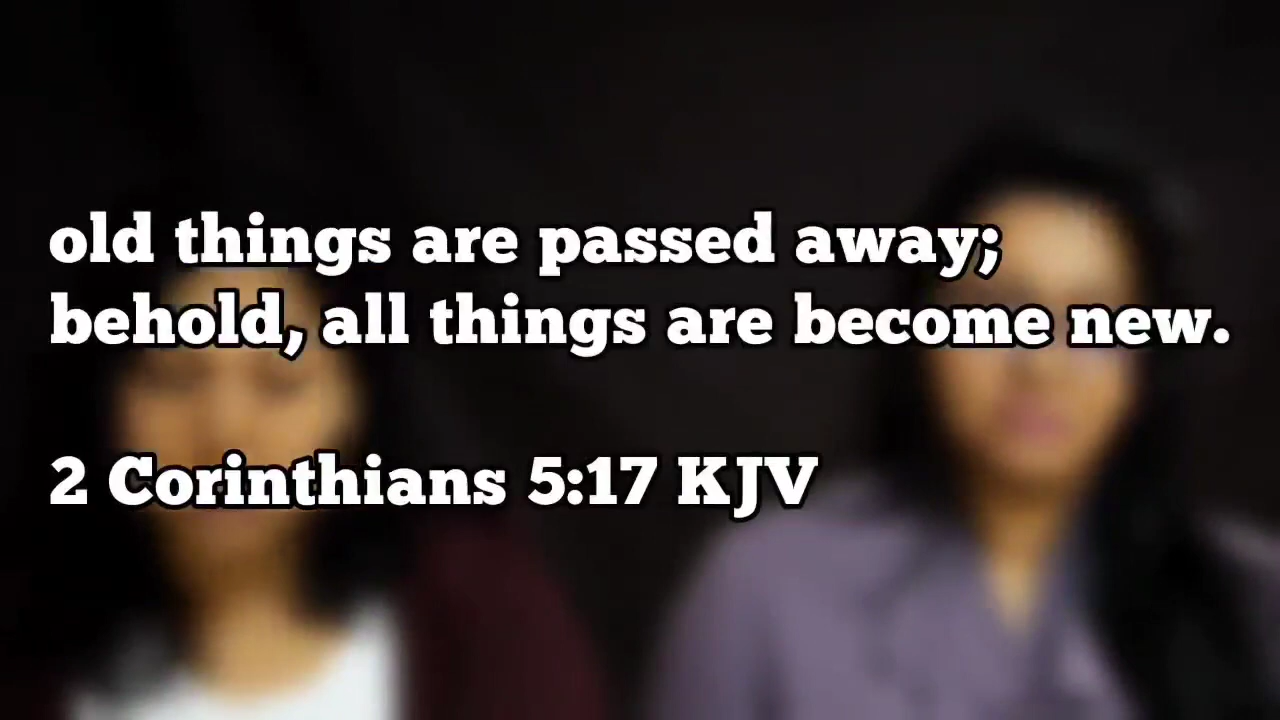 old things are passed away;
behold, all things are become new.
2 Corinthians 5:17 KJV